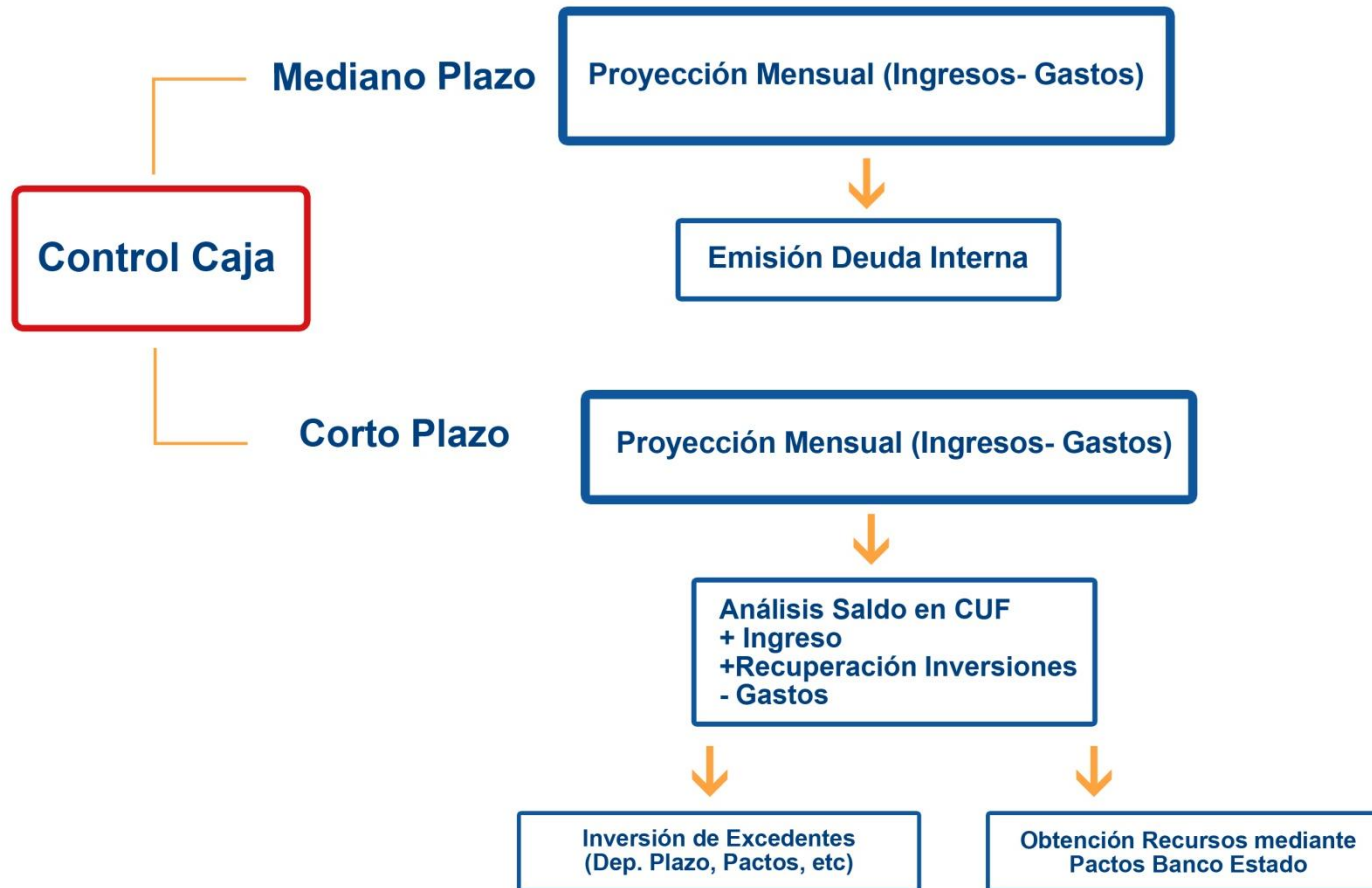 Mediano Plazo
Proyección Mensual (Ingresos- Gastos)
Emisión Deuda Interna
Control Caja
Corto Plazo
Proyección Mensual (Ingresos- Gastos)
Análisis Saldo en CUF
+ Ingreso
+Recuperación Inversiones
- Gastos
Inversión de Excedentes
(Dep. Plazo, Pactos, etc)
Obtención Recursos mediante
Pactos Banco Estado